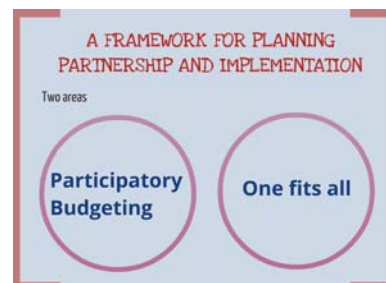 A FRAMEWORK FOR PLANNING
PARTNERSHIP AND IMPLEMENTATION
Two areas
Participatory
Budgeting
One fits all